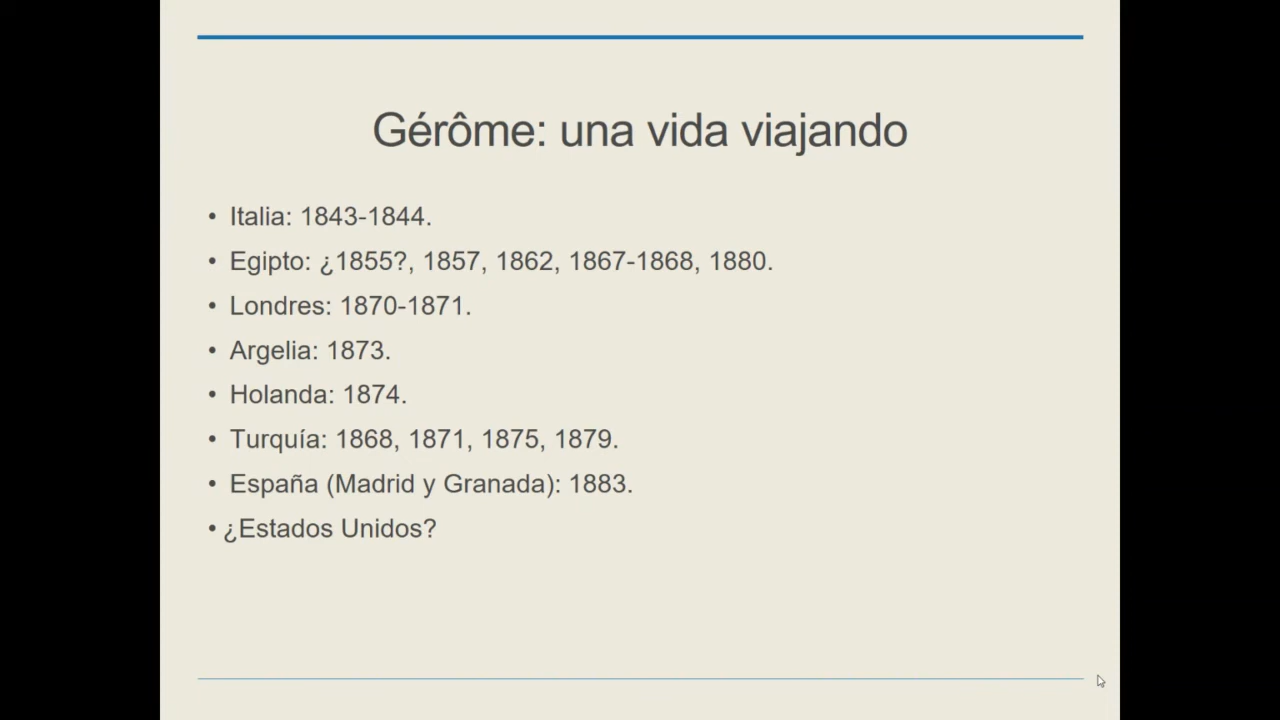 Gérôme: una vida viajando
• Italia: 1843-1844.
• Egipto: ¿1855?, 1857, 1862, 1867-1868, 1880.
• Londres: 1870-1871.
• Argelia: 1873.
• Holanda: 1874.
• Turquía: 1868, 1871, 1875, 1879.
• España (Madrid y Granada): 1883.
• ¿Estados Unidos?